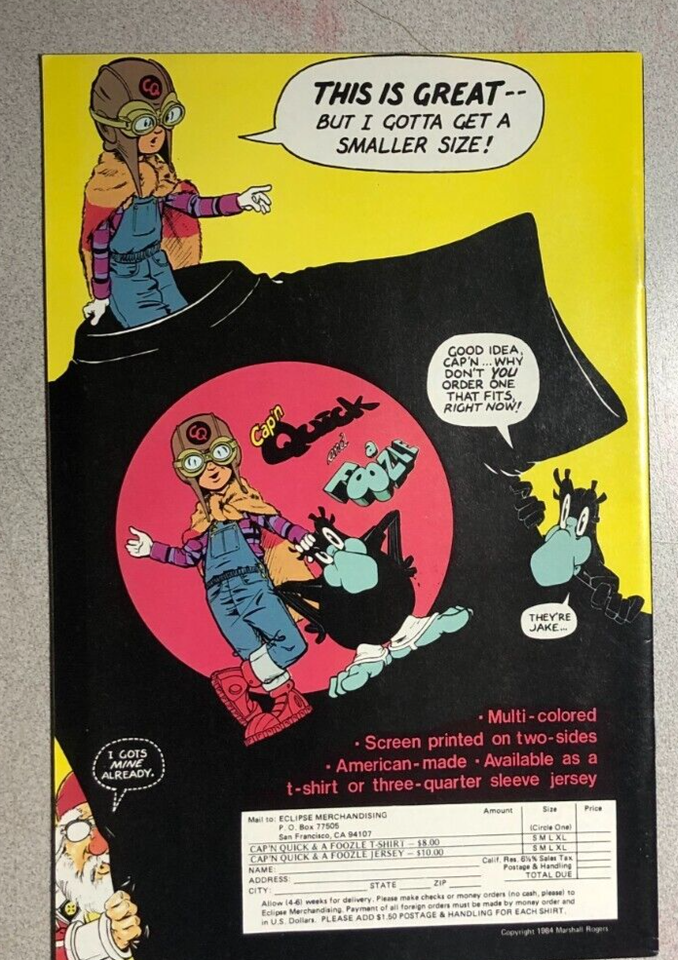 CQ
THIS IS GREAT--
BUT I GOTTA GET A
SMALLER SIZE!
GOOD IDEA,
CAP'N...WHY
DON'T YOU
ORDER ONE
THAT FITS,
RIGHT NOW!
CQ
Cap'n
Quick
and
a
FOOZLE
THEY'RE
JAKE...
• Multi-colored
• Screen printed on two-sides
• American-made • Available as a
t-shirt or three-quarter sleeve jersey
I GOTS
MINE
ALREADY.
Mail to: ECLIPSE MERCHANDISING
P.O. Box 77505
San Francisco, CA 94107
Amount Size Price
(Circle One)
CAP'N QUICK & A FOOZLE T-SHIRT — $8.00 S M L XL
CAP'N QUICK & A FOOZLE JERSEY — $10.00 S M L XL
NAME: Calif. Res. 6½% Sales Tax
ADDRESS: Postage & Handling
CITY: STATE ZIP TOTAL DUE
Allow (4-6) weeks for delivery. Please make checks or money orders (no cash, please) to
Eclipse Merchandising. Payment of all foreign orders must be made by money order and
in U.S. Dollars. PLEASE ADD $1.50 POSTAGE & HANDLING FOR EACH SHIRT.
Copyright 1984 Marshall Rogers